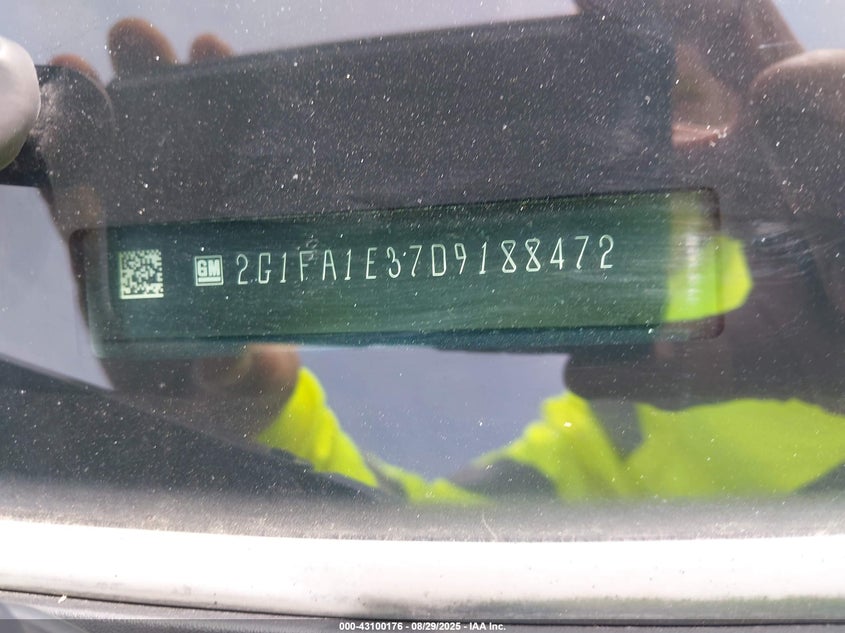 GM 2G1FA1E37D9188472
000-43100176 - 08/29/2025 - IAA Inc.